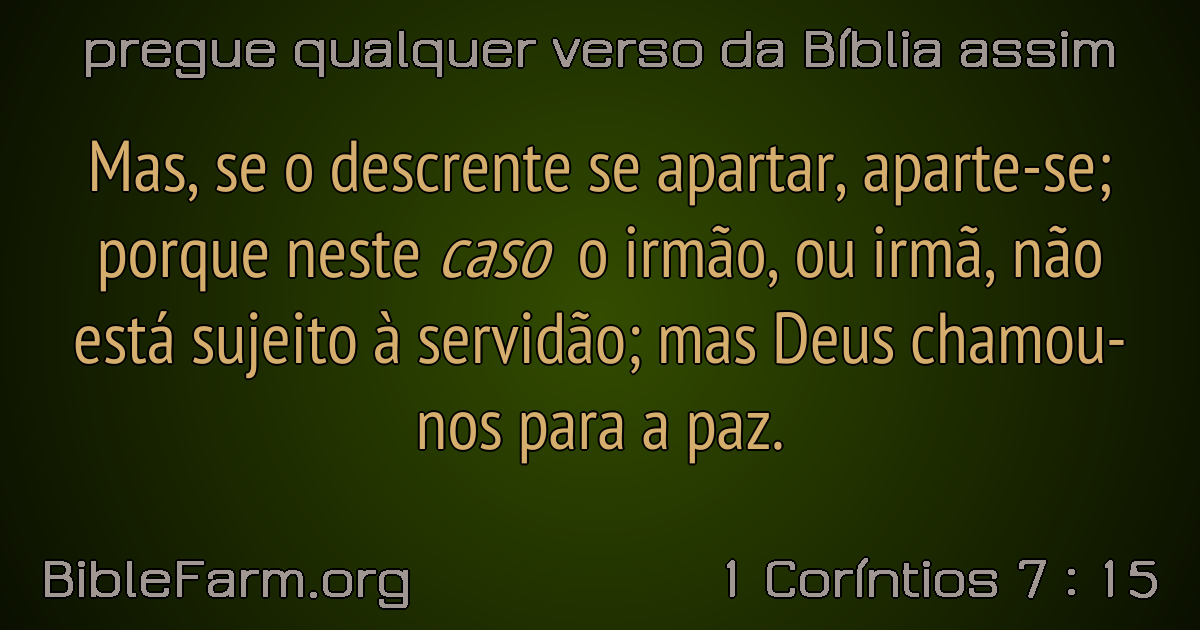 pregue qualquer verso da Bíblia assim
Mas, se o descrente se apartar, aparte-se;
porque neste caso o irmão, ou irmã, não
está sujeito à servidão; mas Deus chamou-
nos para a paz.
BibleFarm.org
1 Coríntios 7 : 15